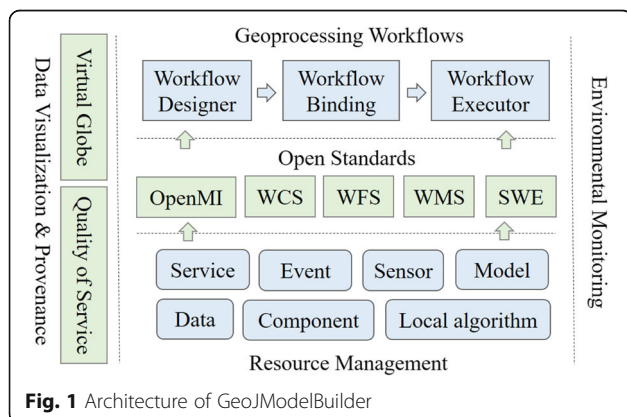 Data Visualization & Provenance
Virtual Globe
Quality of Service
Geoprocessing Workflows
Workflow
Designer
Workflow
Binding
Workflow
Executor
Open Standards
OpenMI
WCS
WFS
WMS
SWE
Service
Event
Sensor
Model
Data
Component
Local algorithm
Resource Management
Environmental Monitoring
Fig. 1 Architecture of GeoJModelBuilder